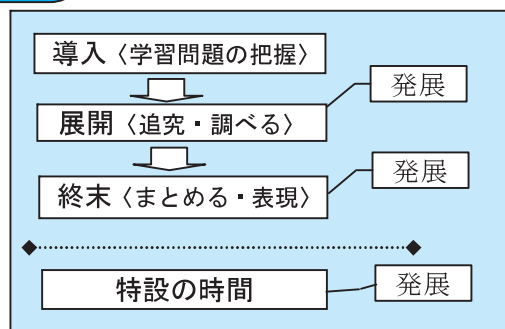 導入〈学習問題の把握〉
発展
展開〈追究・調べる〉
発展
終末〈まとめる・表現〉
特設の時間
発展